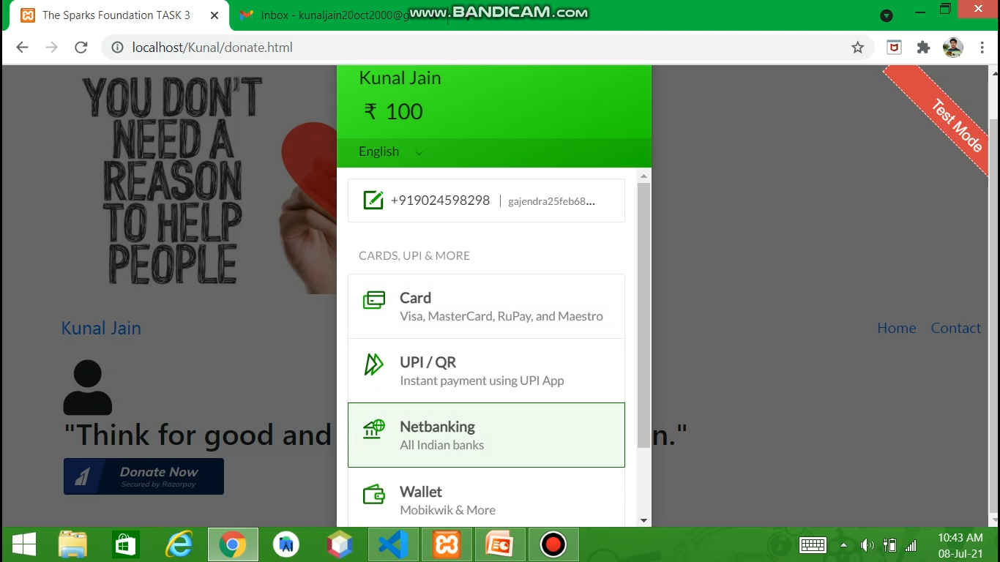 The Sparks Foundation TASK 3
Inbox - kunaljain20oct2000@g
www.BANDICAM.com
localhost/Kunal/donate.html
YOU DON'T
NEED A
REASON
TO HELP
PEOPLE
Kunal Jain
₹ 100
English
Test Mode
+919024598298 | gajendra25feb68...
CARDS, UPI & MORE
Card
Visa, MasterCard, RuPay, and Maestro
UPI / QR
Instant payment using UPI App
Netbanking
All Indian banks
Wallet
Mobikwik & More
Kunal Jain
Home Contact
"Think for good and n."
Donate Now
Secured by Razorpay
10:43 AM
08-Jul-21